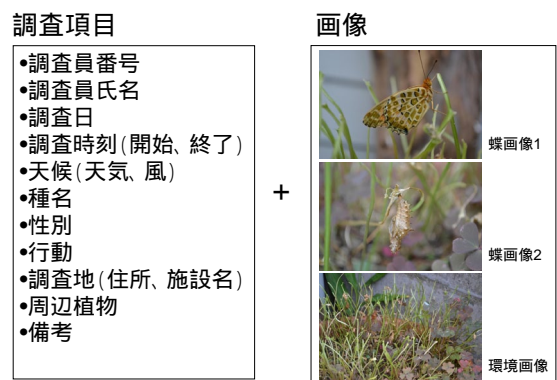 調査項目
•調査員番号
•調査員氏名
•調査日
•調査時刻(開始、終了)
•天候(天気、風)
•種名
•性別
•行動
•調査地(住所、施設名)
•周辺植物
•備考
+
画像
蝶画像1
蝶画像2
環境画像